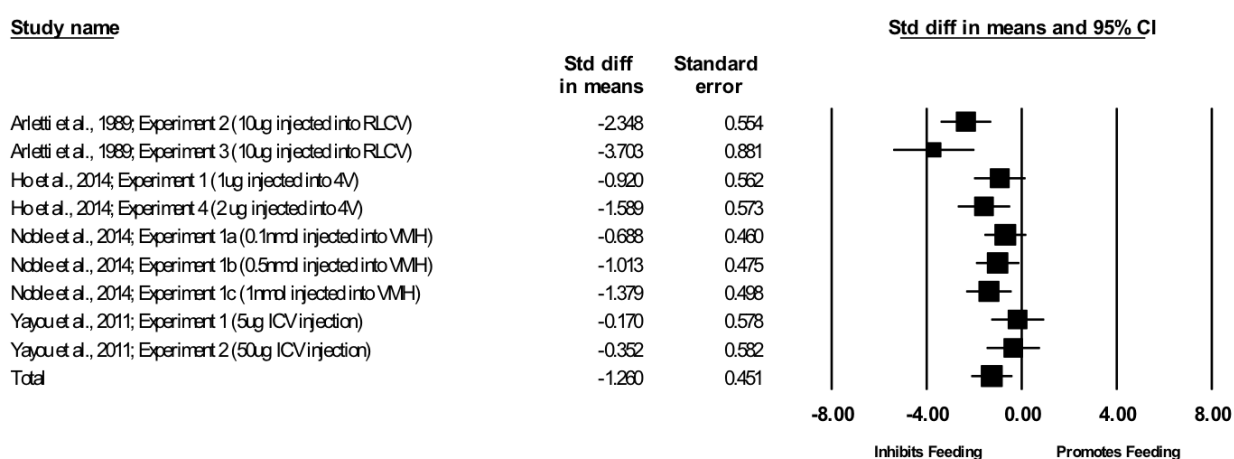 Study name
Std diff in means and 95% CI
Std diff in means
Standard error
Arletti et al., 1989; Experiment 2 (10ug injected into RLCV) -2.348 0.554
Arletti et al., 1989; Experiment 3 (10ug injected into RLCV) -3.703 0.881
Ho et al., 2014; Experiment 1 (1ug injected into 4V) -0.920 0.562
Ho et al., 2014; Experiment 4 (2 ug injected into 4V) -1.589 0.573
Noble et al., 2014; Experiment 1a (0.1nmol injected into VMH) -0.688 0.460
Noble et al., 2014; Experiment 1b (0.5nmol injected into VMH) -1.013 0.475
Noble et al., 2014; Experiment 1c (1nmol injected into VMH) -1.379 0.498
Yayou et al., 2011; Experiment 1 (5ug ICV injection) -0.170 0.578
Yayou et al., 2011; Experiment 2 (50ug ICV injection) -0.352 0.582
Total -1.260 0.451
-8.00 -4.00 0.00 4.00 8.00
Inhibits Feeding Promotes Feeding